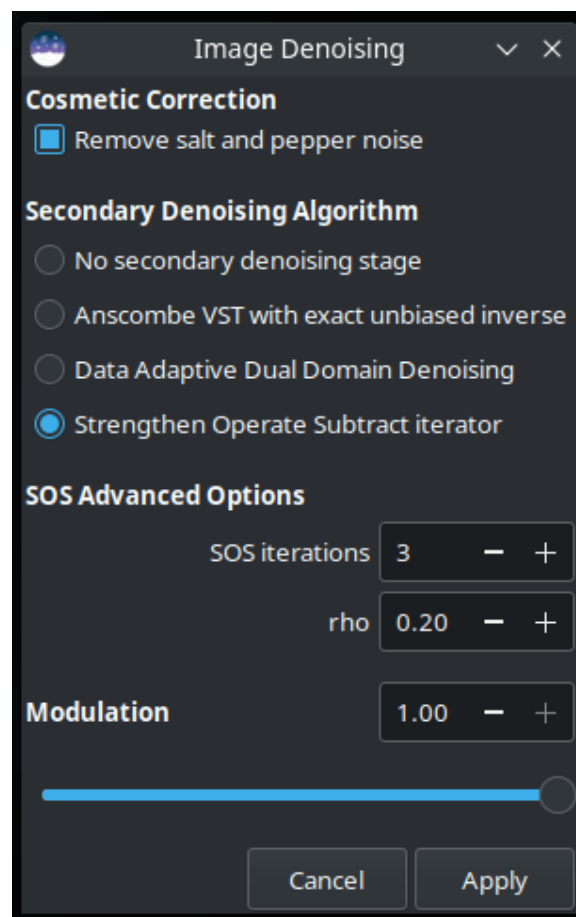 Image Denoising
Cosmetic Correction
Remove salt and pepper noise
Secondary Denoising Algorithm
No secondary denoising stage
Anscombe VST with exact unbiased inverse
Data Adaptive Dual Domain Denoising
Strengthen Operate Subtract iterator
SOS Advanced Options
SOS iterations 3 − +
rho 0.20 − +
Modulation 1.00 − +
Cancel Apply